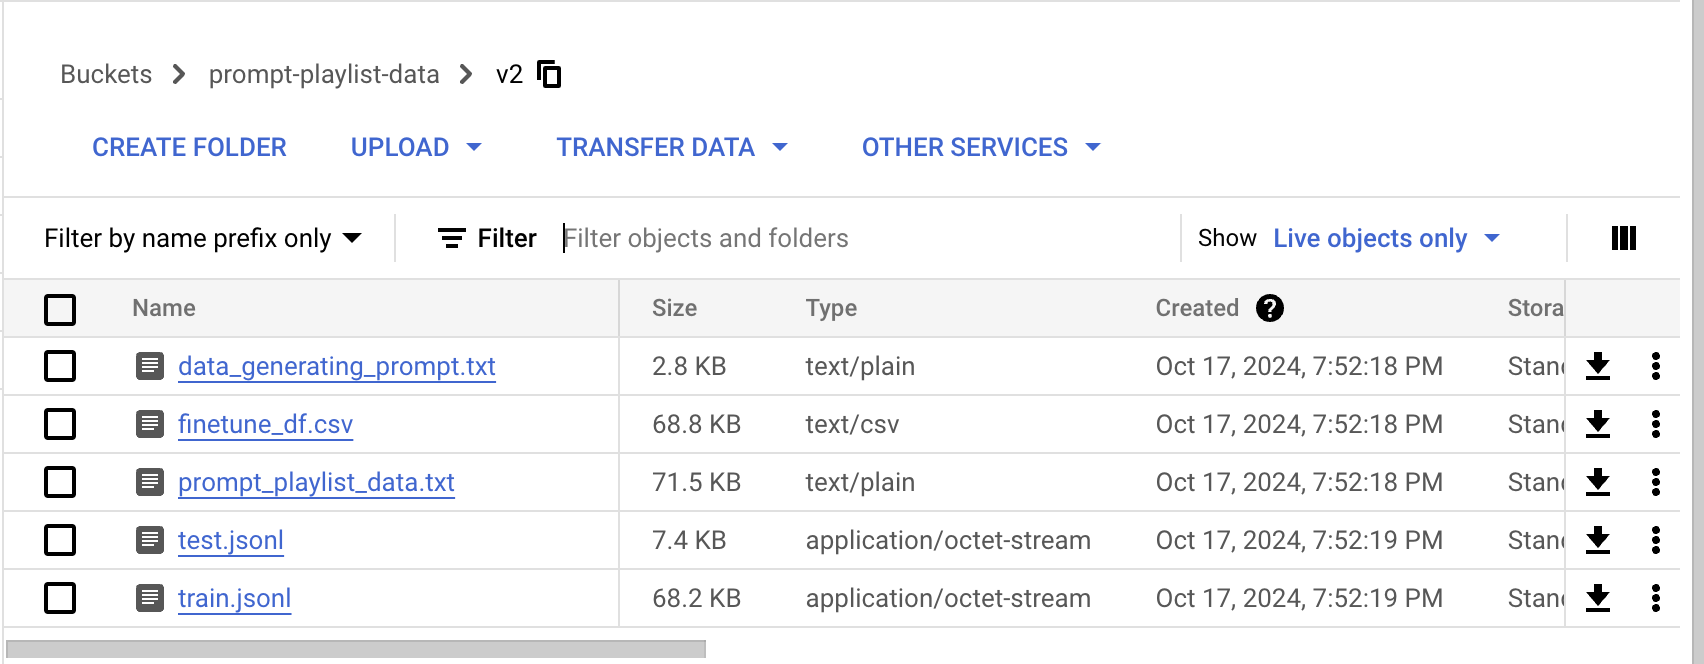 Buckets prompt-playlist-data v2
CREATE FOLDER UPLOAD TRANSFER DATA OTHER SERVICES
Filter by name prefix only Filter Filter objects and folders Show Live objects only
Name Size Type Created ? Stora
data_generating_prompt.txt 2.8 KB text/plain Oct 17, 2024, 7:52:18 PM Stan
finetune_df.csv 68.8 KB text/csv Oct 17, 2024, 7:52:18 PM Stan
prompt_playlist_data.txt 71.5 KB text/plain Oct 17, 2024, 7:52:18 PM Stan
test.jsonl 7.4 KB application/octet-stream Oct 17, 2024, 7:52:19 PM Stan
train.jsonl 68.2 KB application/octet-stream Oct 17, 2024, 7:52:19 PM Stan